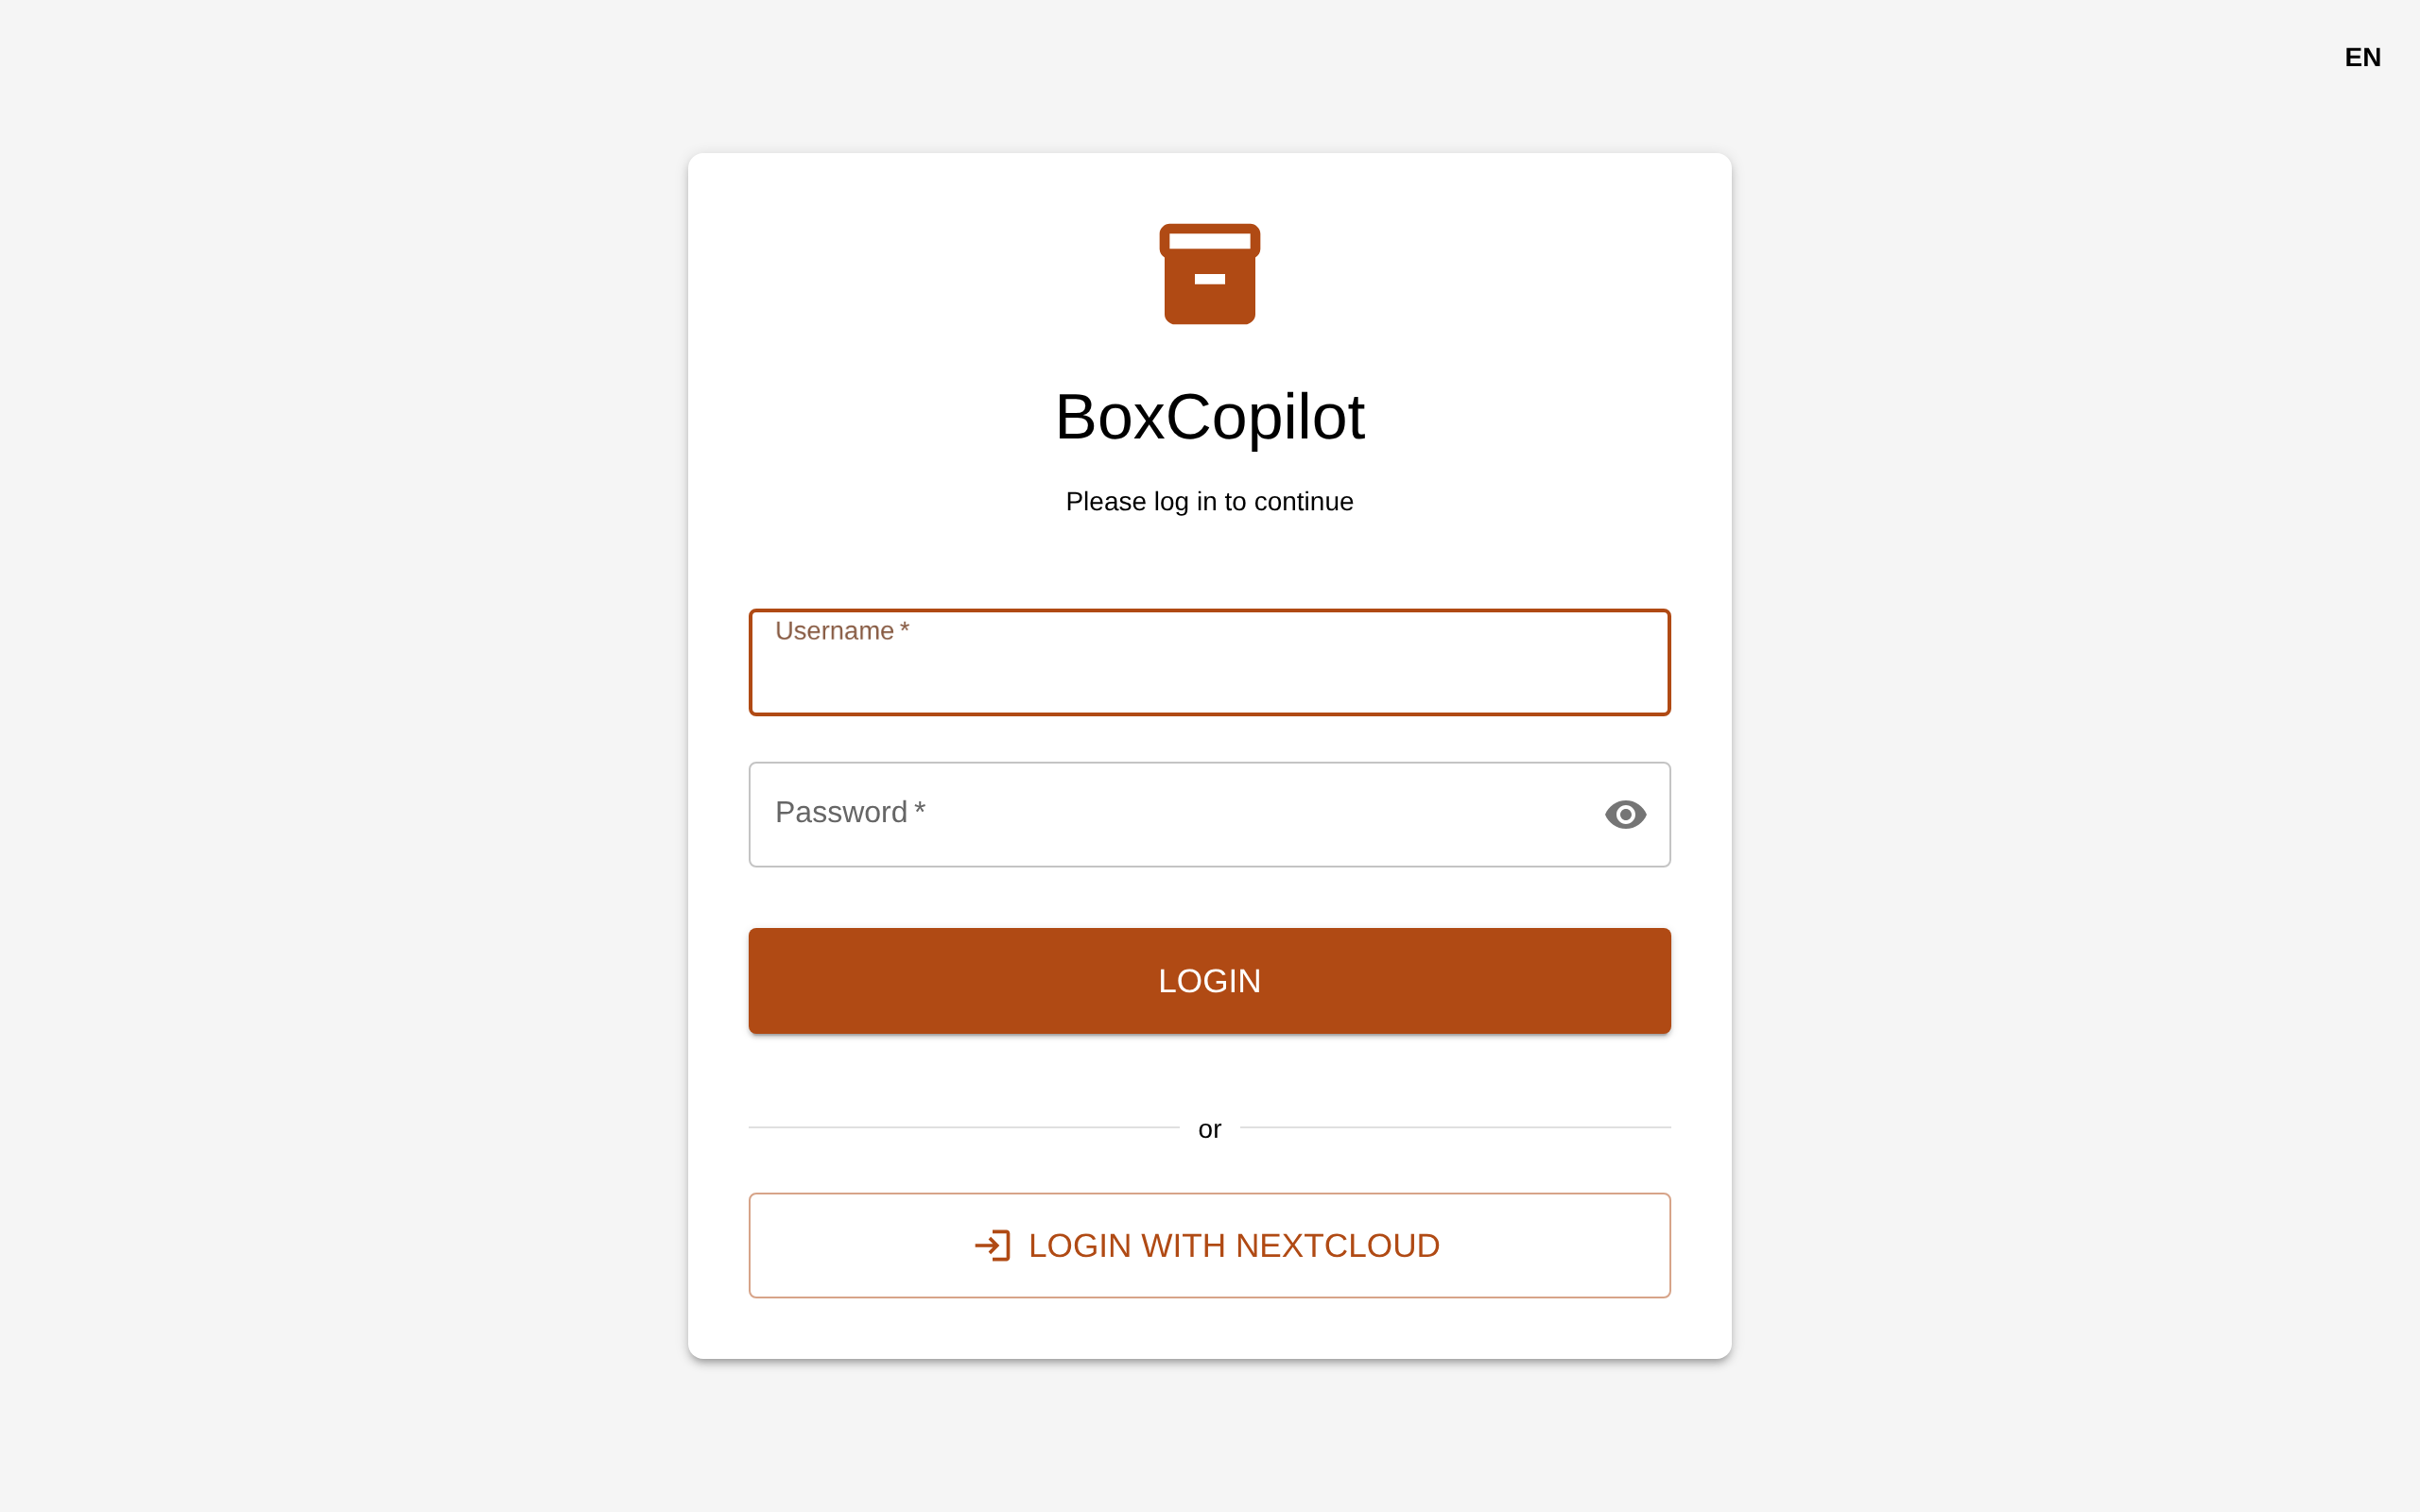 EN
BoxCopilot
Please log in to continue
Username *
Password *
LOGIN
or
LOGIN WITH NEXTCLOUD